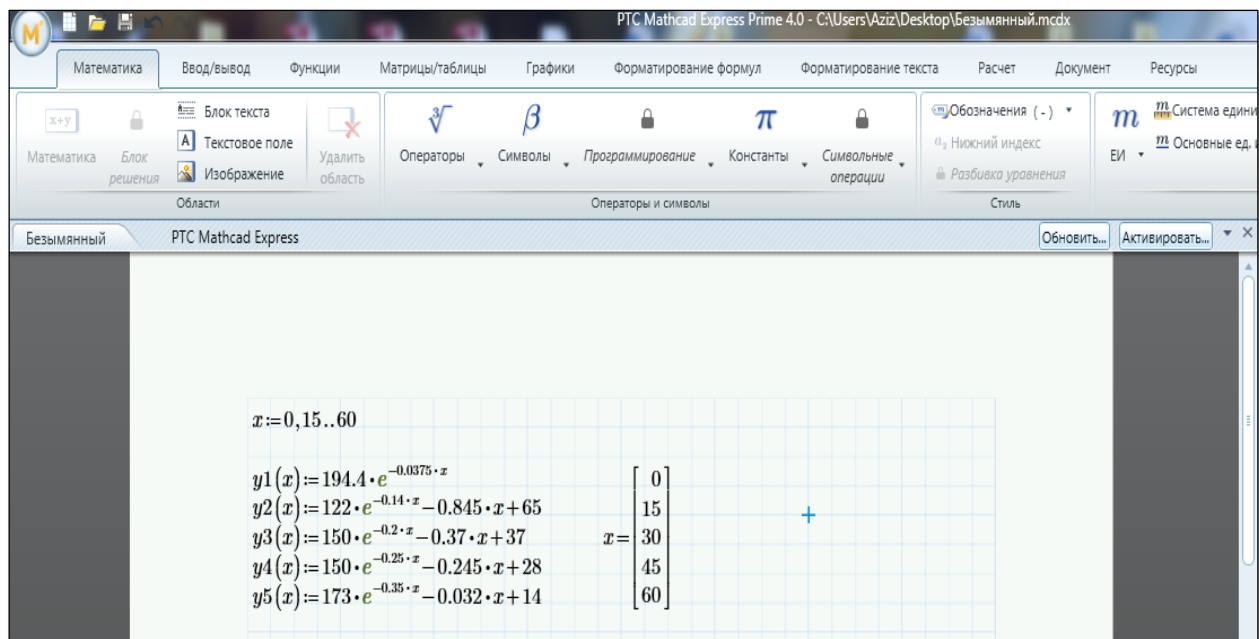 PTC Mathcad Express Prime 4.0 - C:\Users\Aziz\Desktop\Безымянный.mcdx
M
Математика Ввод/вывод Функции Матрицы/таблицы Графики Форматирование формул Форматирование текста Расчет Документ Ресурсы
x+y
Математика
Блок решения
Блок текста
A Текстовое поле
Изображение
Удалить область
Области
∛ Операторы
β Символы
Программирование
π Константы
Символьные операции
Операторы и символы
Обозначения (-)
Нижний индекс
Разбивка уравнения
Стиль
m ЕИ
m Система
m Основные ед.
Безымянный PTC Mathcad Express Обновить... Активировать...
x:=0,15..60
y1(x):=194.4·e^(-0.0375·x)
y2(x):=122·e^(-0.14·x)-0.845·x+65
y3(x):=150·e^(-0.2·x)-0.37·x+37
y4(x):=150·e^(-0.25·x)-0.245·x+28
y5(x):=173·e^(-0.35·x)-0.032·x+14
x=
0
15
30
45
60